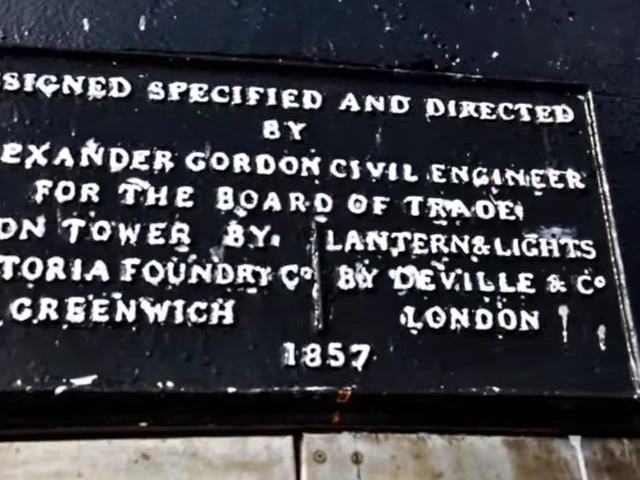 SIGNED SPECIFIED AND DIRECTED
BY
EXANDER GORDON CIVIL ENGINEER
FOR THE BOARD OF TRADE
ON TOWER BY.
TORIA FOUNDRY Co
GREENWICH
LANTERN & LIGHTS
BY DEVILLE & Co
LONDON
1857